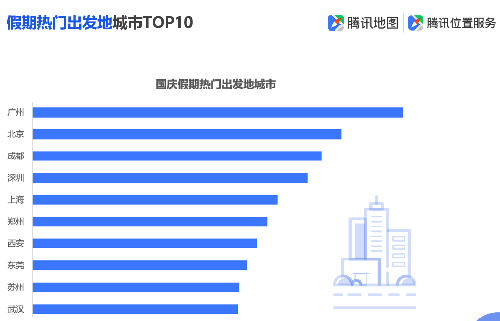 假期热门出发地城市TOP10
腾讯地图 腾讯位置服务
国庆假期热门出发地城市
广州
北京
成都
深圳
上海
郑州
西安
东莞
苏州
武汉